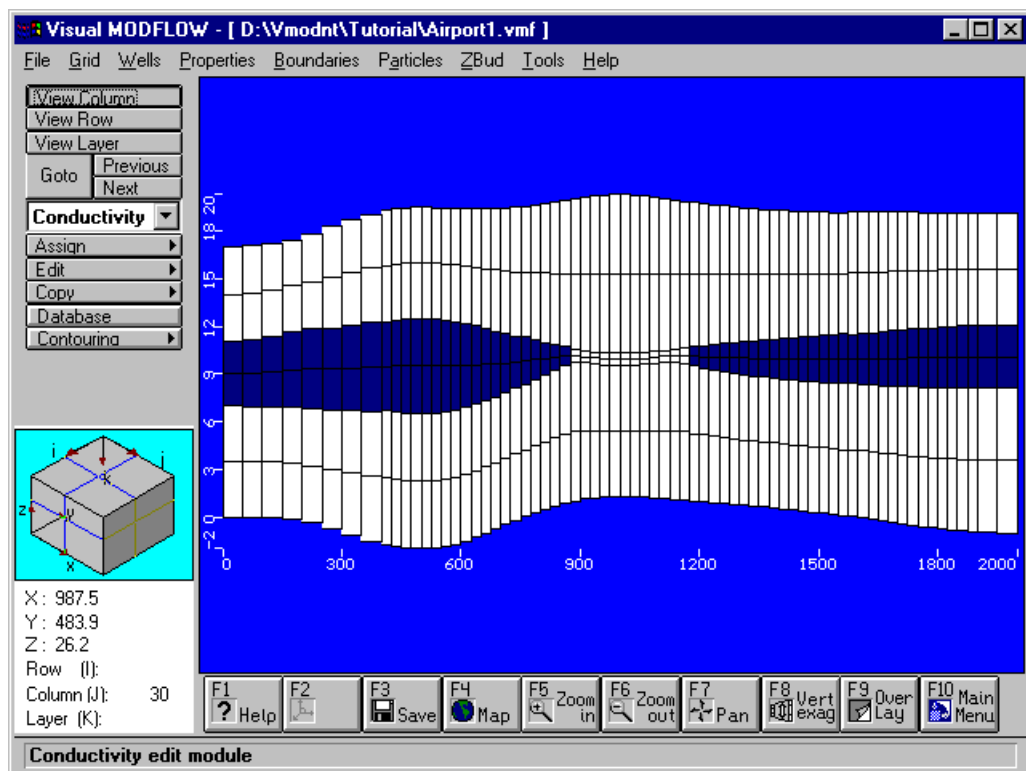 Visual MODFLOW - [ D:\Vmodnt\Tutorial\Airport1.vmf ]
File Grid Wells Properties Boundaries Particles ZBud Tools Help
View Column
View Row
View Layer
Goto
Previous
Next
Conductivity
Assign
Edit
Copy
Database
Contouring
20
18
15
12
9
6
3
0
-2
0 300 600 900 1200 1500 1800 2000
i j
k
z y
x
X : 987.5
Y : 483.9
Z : 26.2
Row (I):
Column (J): 30
Layer (K):
F1 ? Help
F2
F3 Save
F4 Map
F5 Zoom in
F6 Zoom out
F7 Pan
F8 Vert exag
F9 Over Lay
F10 Main Menu
Conductivity edit module